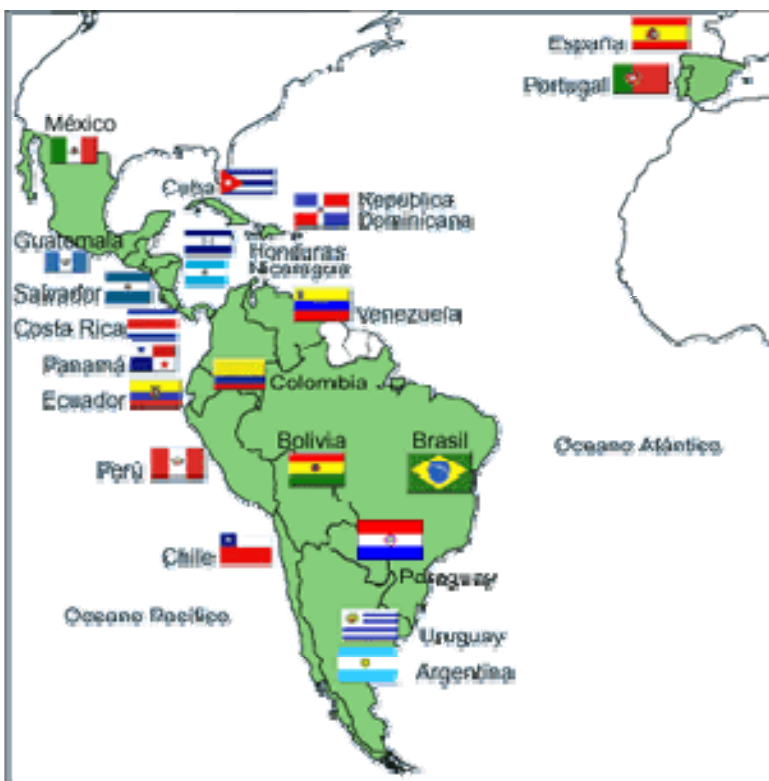 España
Portugal
México
Cuba
República
Dominicana
Guatemala
Honduras
Nicaragua
Salvador
Venezuela
Costa Rica
Panamá
Colombia
Ecuador
Bolivia
Brasil
Oceano Atlántico
Perú
Chile
Paraguay
Oceano Pacífico
Uruguay
Argentina